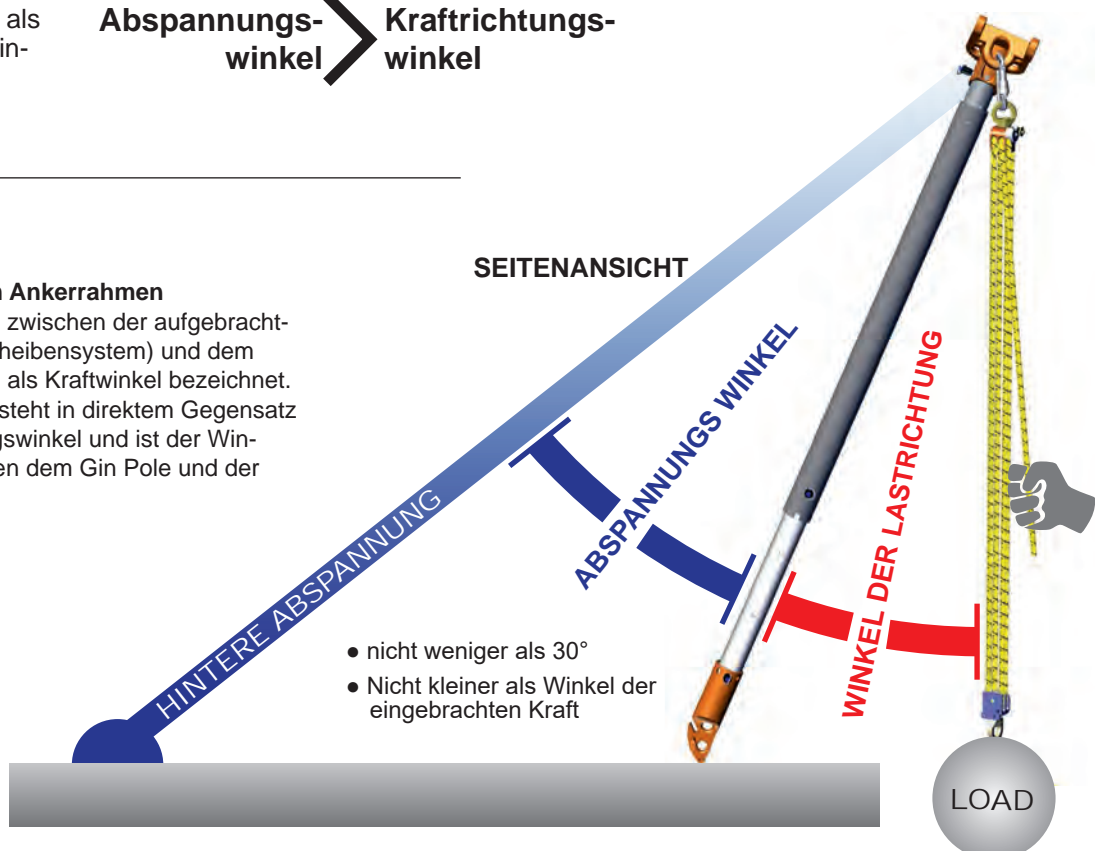 als
in-
Abspannungs-
winkel
Kraftrichtungs-
winkel
SEITENANSICHT
n Ankerrahmen
zwischen der aufgebracht-
heibensystem) und dem
als Kraftwinkel bezeichnet.
steht in direktem Gegensatz
gswinkel und ist der Win-
en dem Gin Pole und der
HINTERE ABSPANNUNG
ABSPANNUNGS WINKEL
WINKEL DER LASTRICHTUNG
● nicht weniger als 30°
● Nicht kleiner als Winkel der
eingebrachten Kraft
LOAD